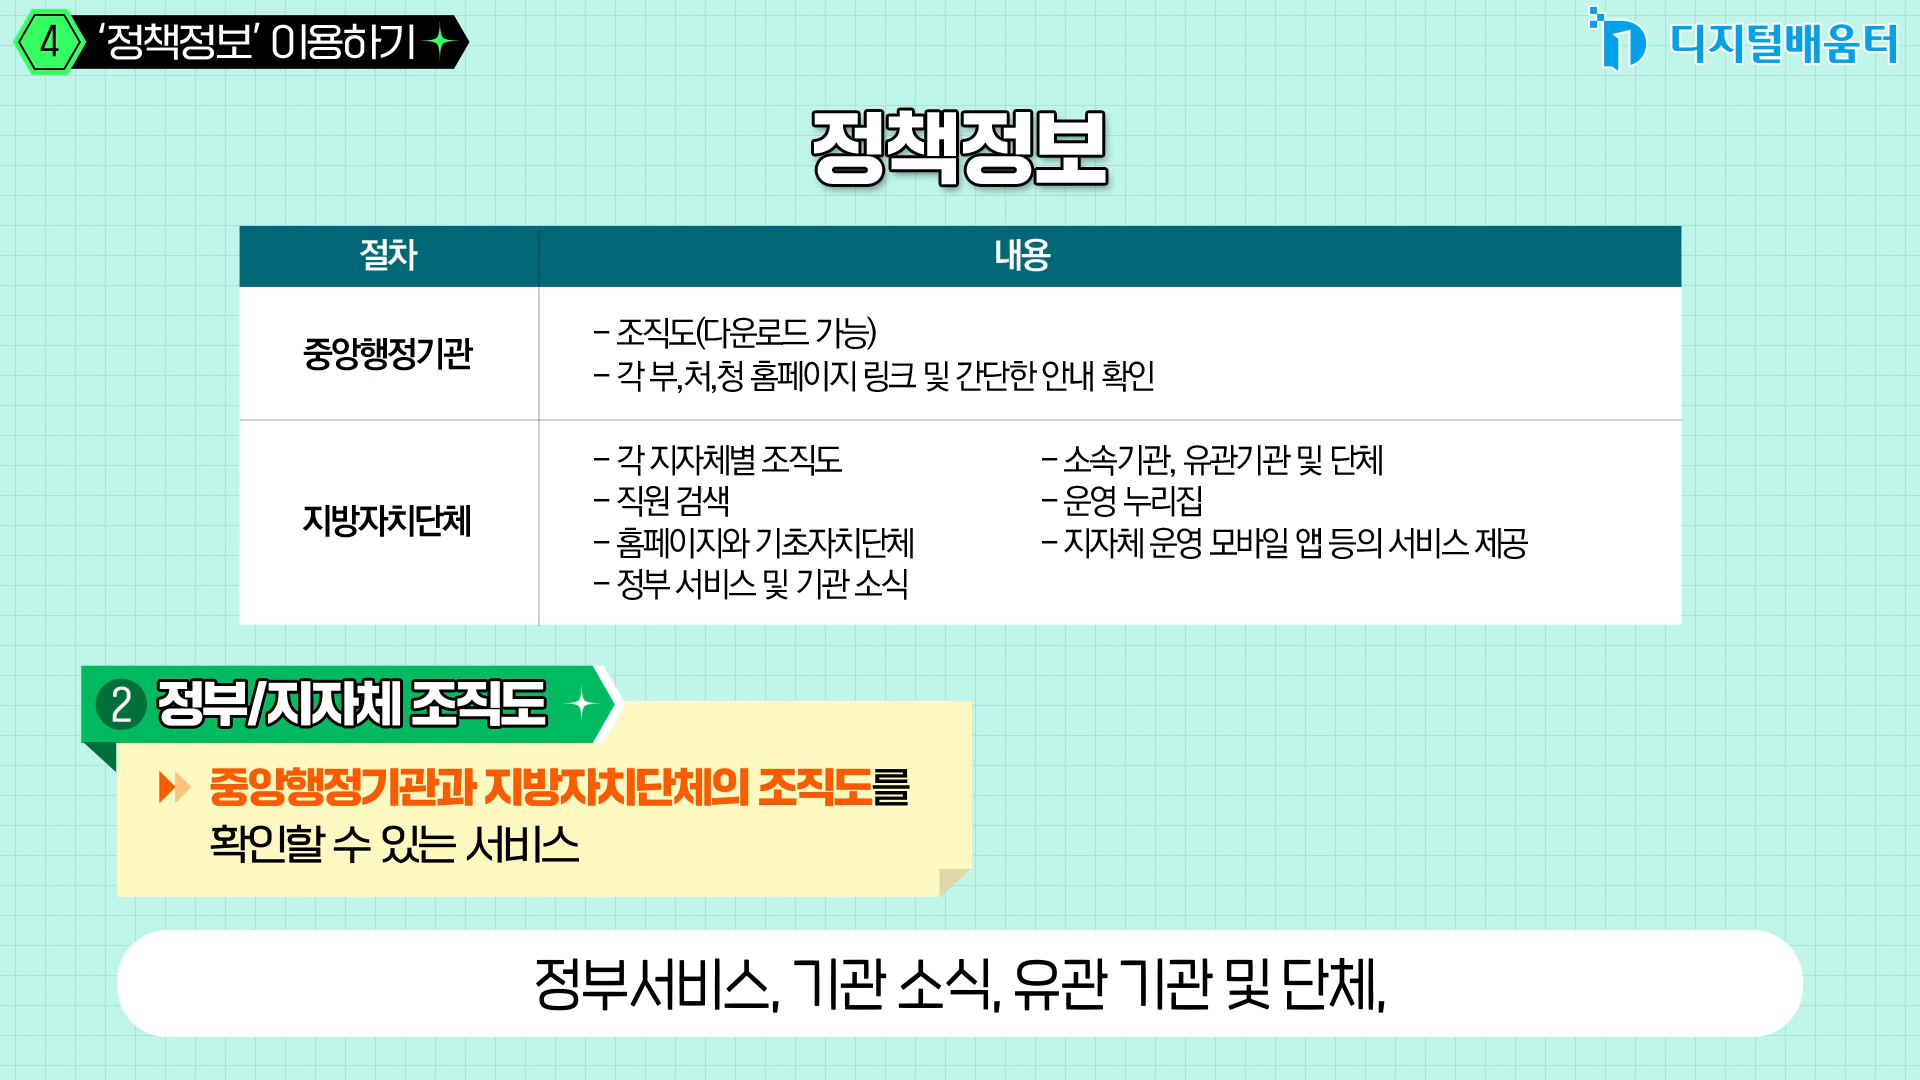 4 ‘정책정보’ 이용하기
디지털배움터
정책정보
절차 내용
중앙행정기관
- 조직도(다운로드 가능)
- 각 부,처,청 홈페이지 링크 및 간단한 안내 확인
지방자치단체
- 각 지자체별 조직도
- 직원 검색
- 홈페이지와 기초자치단체
- 정부 서비스 및 기관 소식
- 소속기관, 유관기관 및 단체
- 운영 누리집
- 지자체 운영 모바일 앱 등의 서비스 제공
2 정부/지자체 조직도
중앙행정기관과 지방자치단체의 조직도를
확인할 수 있는 서비스
정부서비스, 기관 소식, 유관 기관 및 단체,